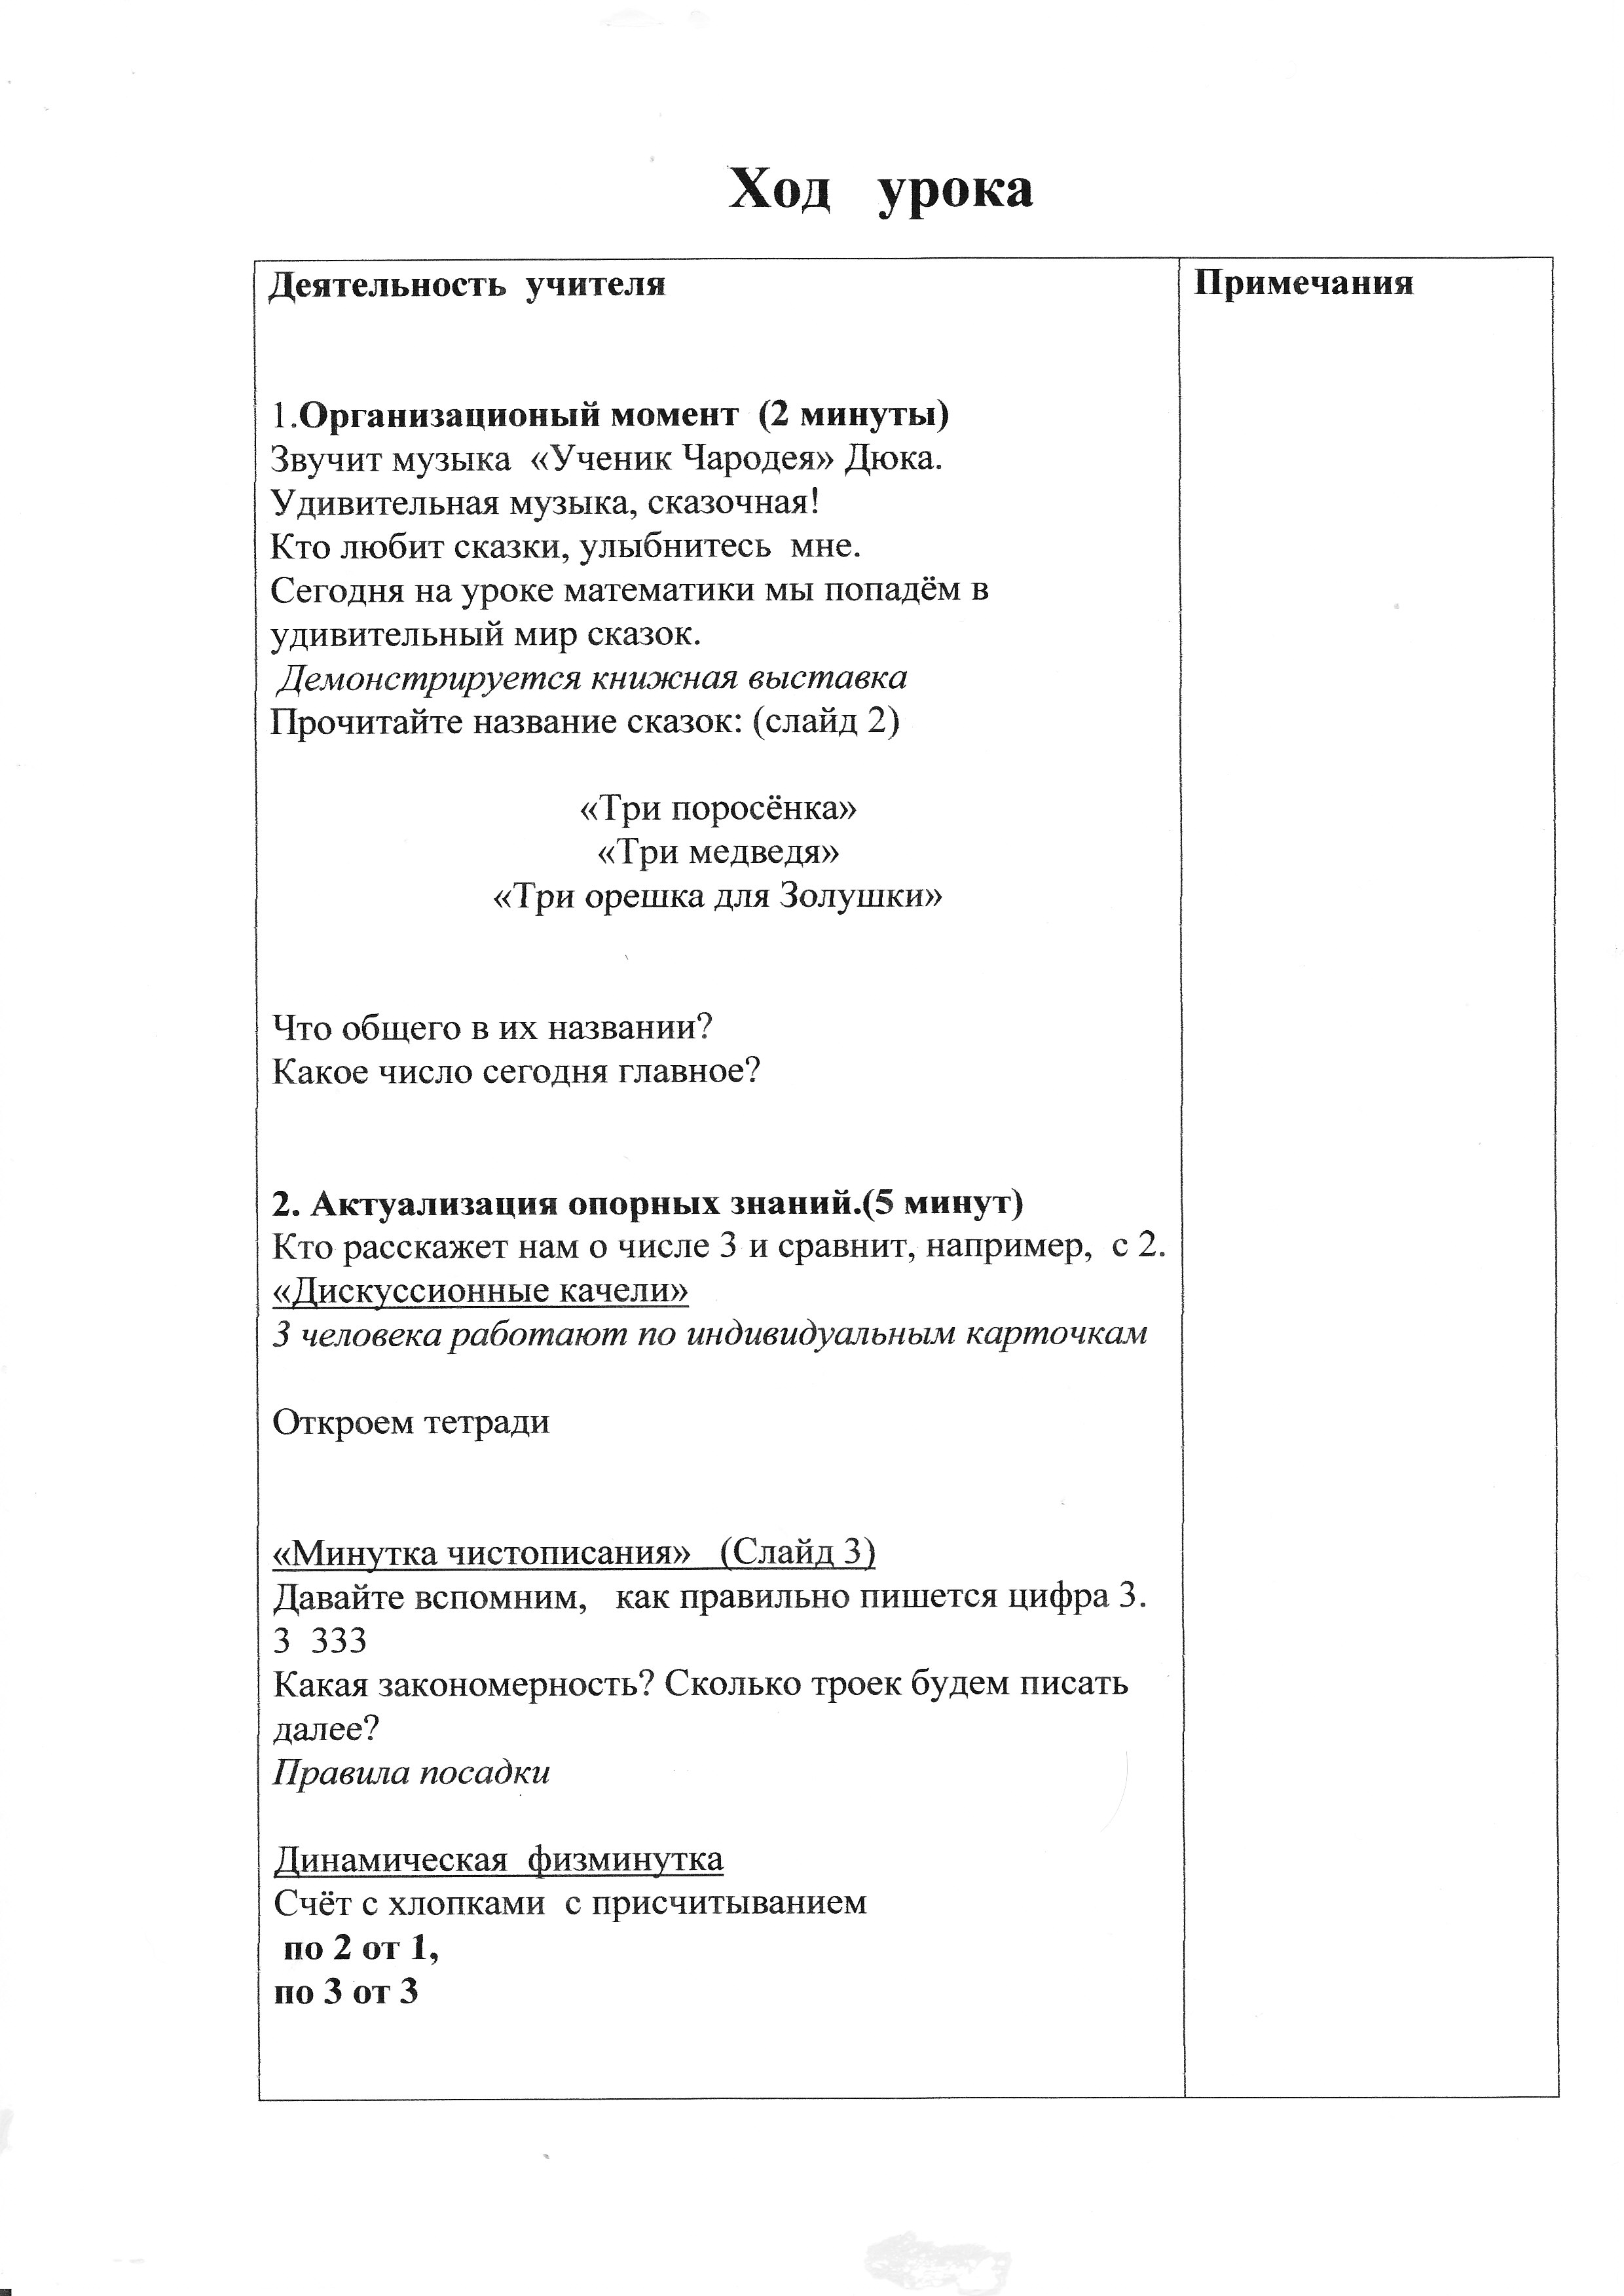 Ход урока
Деятельность учителя
Примечания
1.Организационый момент (2 минуты)
Звучит музыка «Ученик Чародея» Дюка.
Удивительная музыка, сказочная!
Кто любит сказки, улыбнитесь мне.
Сегодня на уроке математики мы попадём в
удивительный мир сказок.
Демонстрируется книжная выставка
Прочитайте название сказок: (слайд 2)
«Три поросёнка»
«Три медведя»
«Три орешка для Золушки»
Что общего в их названии?
Какое число сегодня главное?
2. Актуализация опорных знаний.(5 минут)
Кто расскажет нам о числе 3 и сравнит, например, с 2.
«Дискуссионные качели»
3 человека работают по индивидуальным карточкам
Откроем тетради
«Минутка чистописания» (Слайд 3)
Давайте вспомним, как правильно пишется цифра 3.
3 333
Какая закономерность? Сколько троек будем писать
далее?
Правила посадки
Динамическая физминутка
Счёт с хлопками с присчитыванием
по 2 от 1,
по 3 от 3